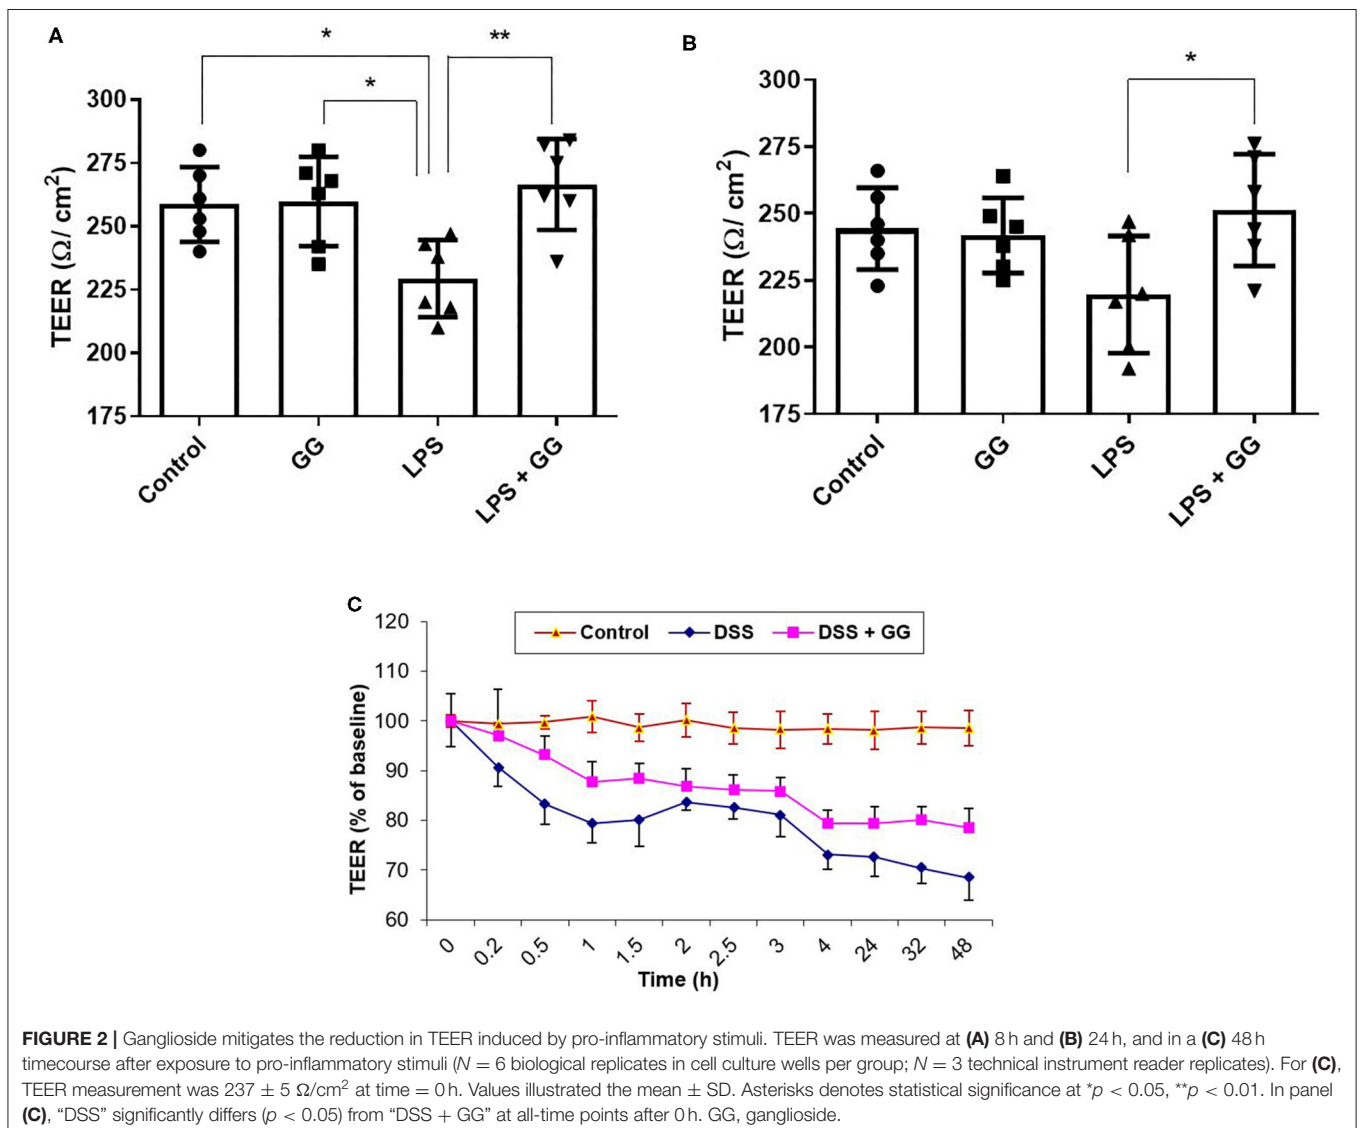 A
*
**
*
300
275
250
225
200
175
TEER (Ω/ cm²)
Control
GG
LPS
LPS + GG
B
*
300
275
250
225
200
175
TEER (Ω/ cm²)
Control
GG
LPS
LPS + GG
C
120
110
100
90
80
70
60
TEER (% of baseline)
Control DSS DSS + GG
0 0.2 0.5 1 1.5 2 2.5 3 4 24 32 48
Time (h)
FIGURE 2 | Ganglioside mitigates the reduction in TEER induced by pro-inflammatory stimuli. TEER was measured at (A) 8 h and (B) 24 h, and in a (C) 48 h
timecourse after exposure to pro-inflammatory stimuli (N = 6 biological replicates in cell culture wells per group; N = 3 technical instrument reader replicates). For (C),
TEER measurement was 237 ± 5 Ω/cm² at time = 0 h. Values illustrated the mean ± SD. Asterisks denotes statistical significance at *p < 0.05, **p < 0.01. In panel
(C), “DSS” significantly differs (p < 0.05) from “DSS + GG” at all-time points after 0 h. GG, ganglioside.